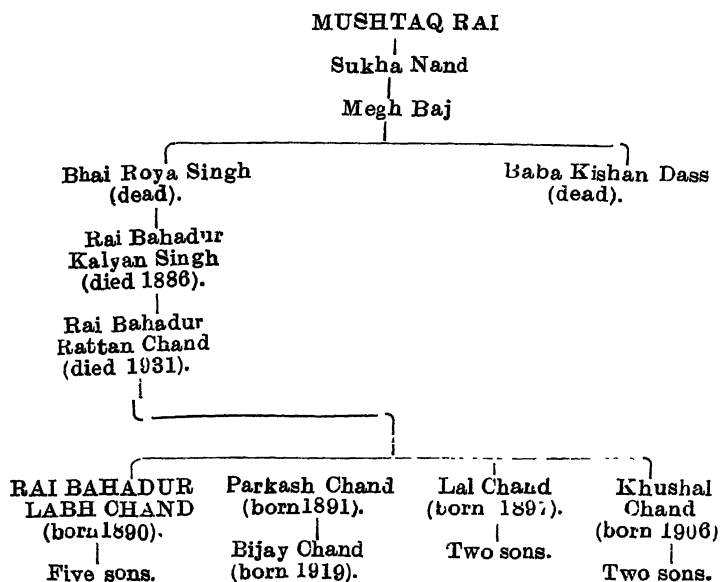 MUSHTAQ RAI
Sukha Nand
Megh Baj
Bhai Roya Singh
(dead).
Baba Kishan Dass
(dead).
Rai Bahadur
Kalyan Singh
(died 1886).
Rai Bahadur
Rattan Chand
(died 1931).
RAI BAHADUR
LABH CHAND
(born 1890).
Five sons.
Parkash Chand
(born 1891).
Bijay Chand
(born 1919).
Lal Chand
(born 1897).
Two sons.
Khushal
Chand
(born 1906)
Two sons.